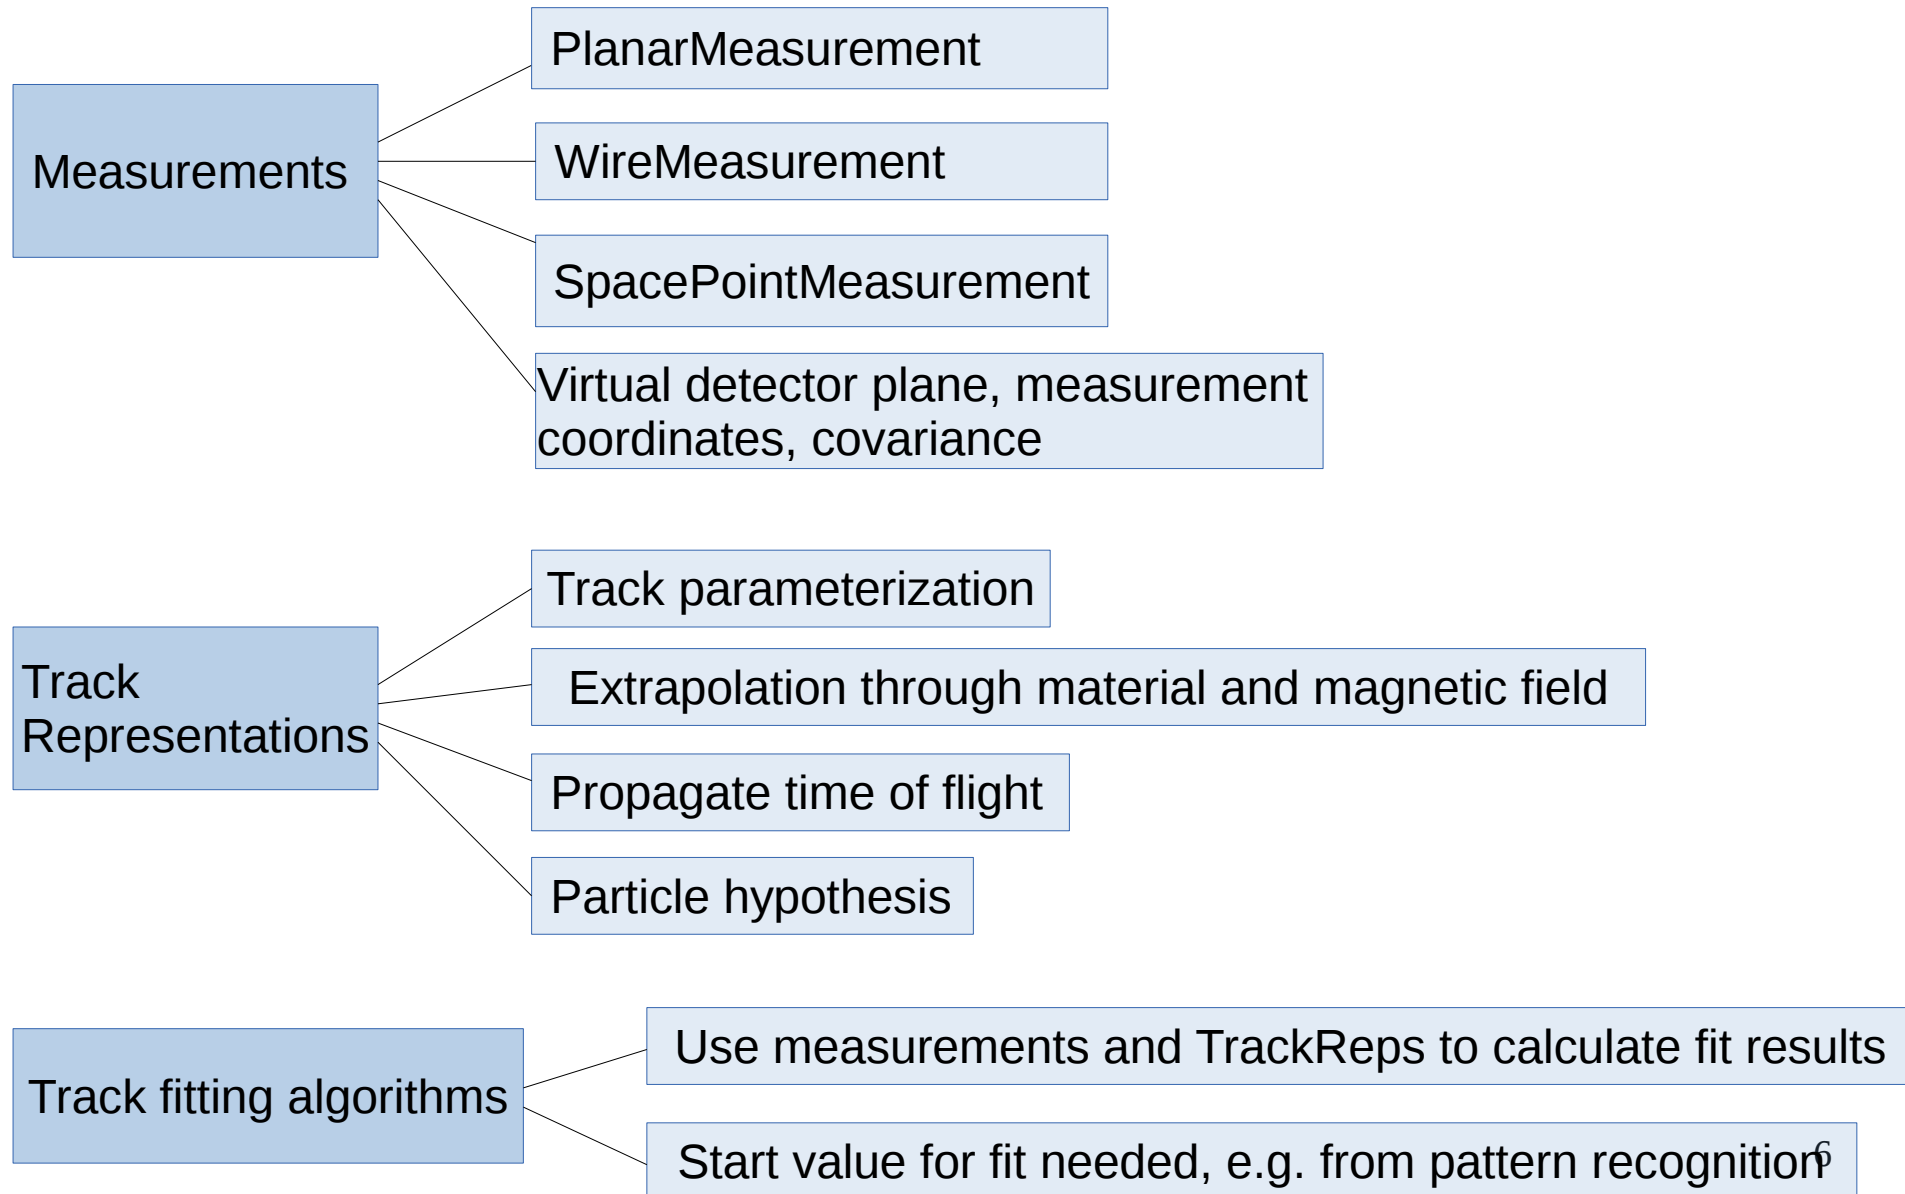 Measurements
PlanarMeasurement
WireMeasurement
SpacePointMeasurement
Virtual detector plane, measurement
coordinates, covariance
Track
Representations
Track parameterization
Extrapolation through material and magnetic field
Propagate time of flight
Particle hypothesis
Track fitting algorithms
Use measurements and TrackReps to calculate fit results
Start value for fit needed, e.g. from pattern recognition
6